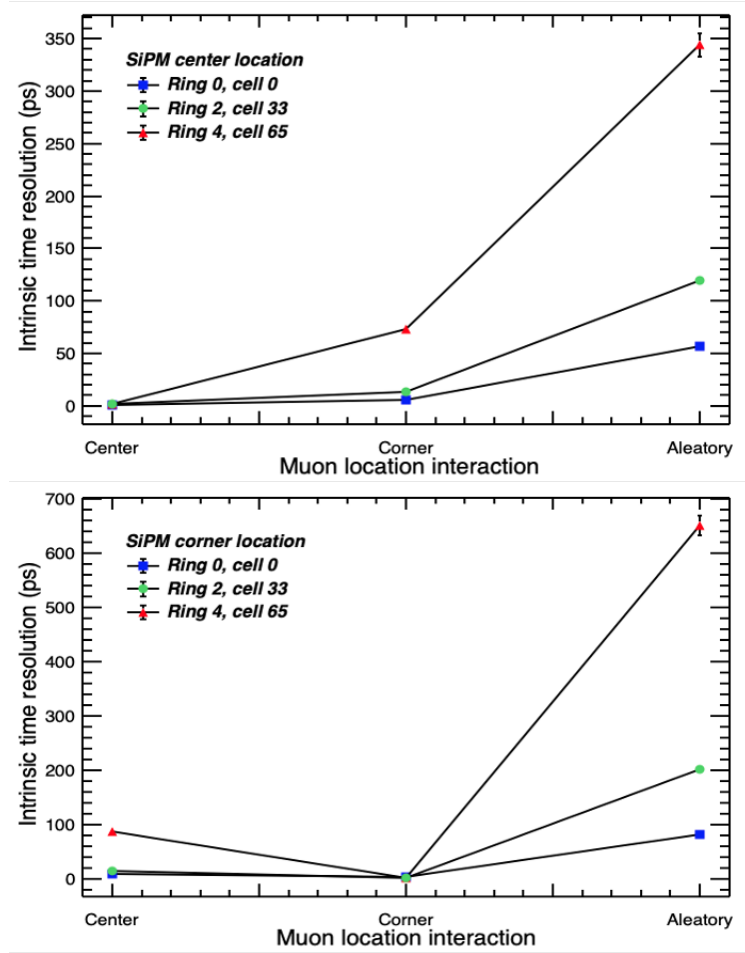 350
300
250
200
150
100
50
0
Intrinsic time resolution (ps)
SiPM center location
Ring 0, cell 0
Ring 2, cell 33
Ring 4, cell 65
Center Corner Aleatory
Muon location interaction
700
600
500
400
300
200
100
0
Intrinsic time resolution (ps)
SiPM corner location
Ring 0, cell 0
Ring 2, cell 33
Ring 4, cell 65
Center Corner Aleatory
Muon location interaction